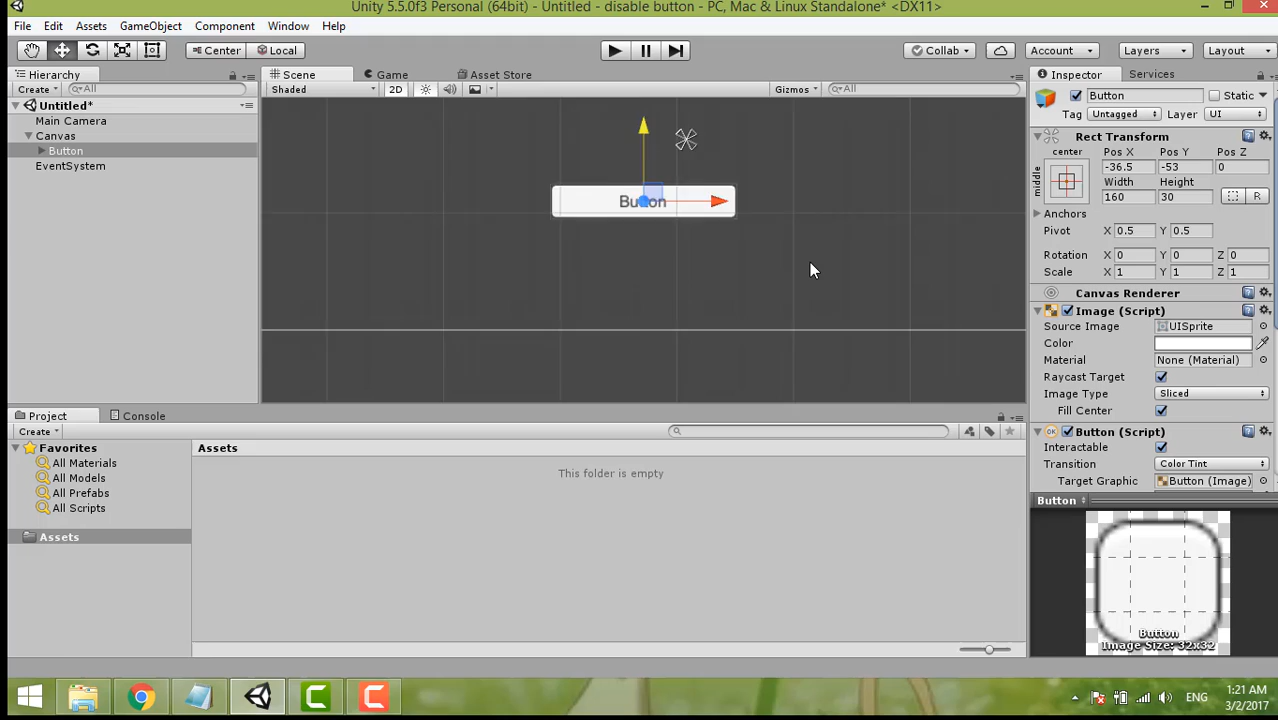 Unity 5.5.0f3 Personal (64bit) - Untitled - disable button - PC, Mac & Linux Standalone* <DX11>
File Edit Assets GameObject Component Window Help
Center Local Collab Account Layers Layout
Hierarchy Scene Game Asset Store Inspector Services
Create All Shaded 2D Gizmos All
Button Static
Untitled*
Tag Untagged Layer UI
Main Camera
Canvas
Button
EventSystem
Rect Transform
center Pos X Pos Y Pos Z
middle -36.5 -53 0
Width Height
160 30 R
Anchors
Button
Pivot X 0.5 Y 0.5
Rotation X 0 Y 0 Z 0
Scale X 1 Y 1 Z 1
Canvas Renderer
Image (Script)
Source Image UISprite
Color
Material None (Material)
Raycast Target
Image Type Sliced
Fill Center
Button (Script)
Interactable
Transition Color Tint
Target Graphic Button (Image)
Project Console
Create
Favorites Assets
All Materials
All Models
All Prefabs
All Scripts
Assets
This folder is empty
Button
Button
Image Size: 32x32
ENG 1:21 AM
3/2/2017